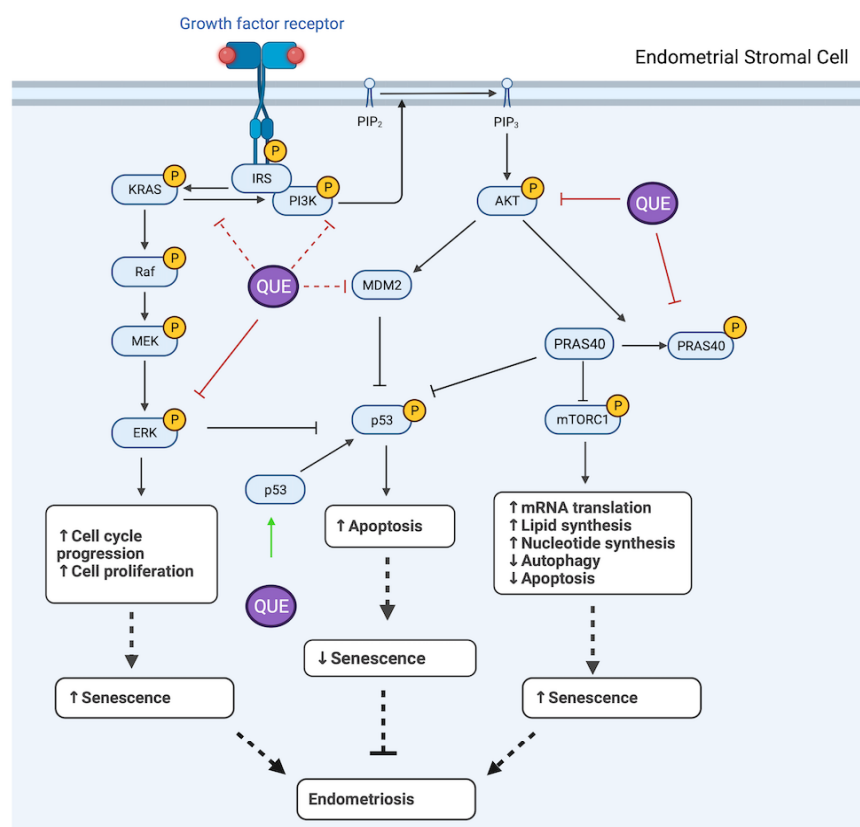 Growth factor receptor
Endometrial Stromal Cell
PIP2
PIP3
P
IRS
P
KRAS
P
PI3K
P
AKT
QUE
P
Raf
QUE
MDM2
P
MEK
PRAS40
P
PRAS40
P
ERK
P
p53
P
mTORC1
p53
↑Cell cycle
progression
↑Cell proliferation
↑Apoptosis
↑mRNA translation
↑Lipid synthesis
↑Nucleotide synthesis
↓Autophagy
↓Apoptosis
QUE
↓Senescence
↑Senescence
↑Senescence
Endometriosis